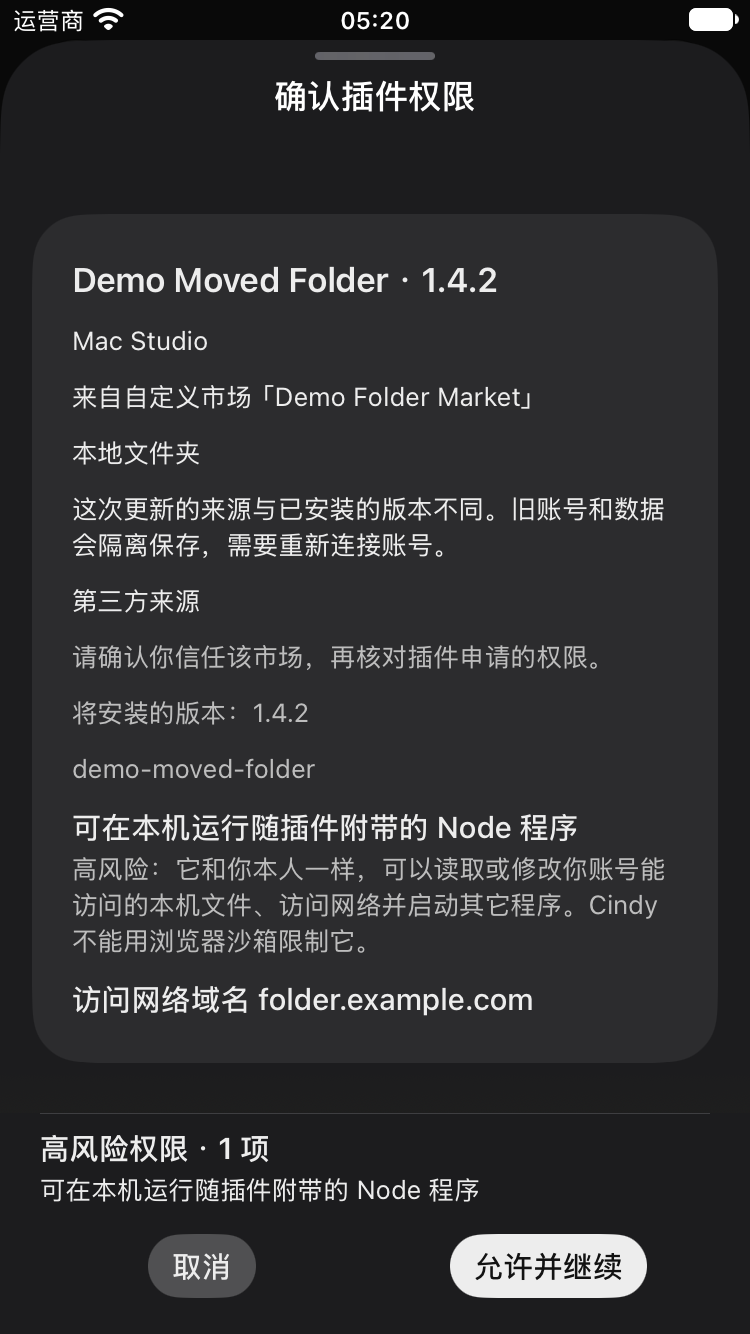 运营商
05:20
确认插件权限
Demo Moved Folder · 1.4.2
Mac Studio
来自自定义市场「Demo Folder Market」
本地文件夹
这次更新的来源与已安装的版本不同。旧账号和数据
会隔离保存，需要重新连接账号。
第三方来源
请确认你信任该市场，再核对插件申请的权限。
将安装的版本：1.4.2
demo-moved-folder
可在本机运行随插件附带的 Node 程序
高风险：它和你本人一样，可以读取或修改你账号能
访问的本机文件、访问网络并启动其它程序。Cindy
不能用浏览器沙箱限制它。
访问网络域名 folder.example.com
高风险权限 · 1 项
可在本机运行随插件附带的 Node 程序
取消
允许并继续